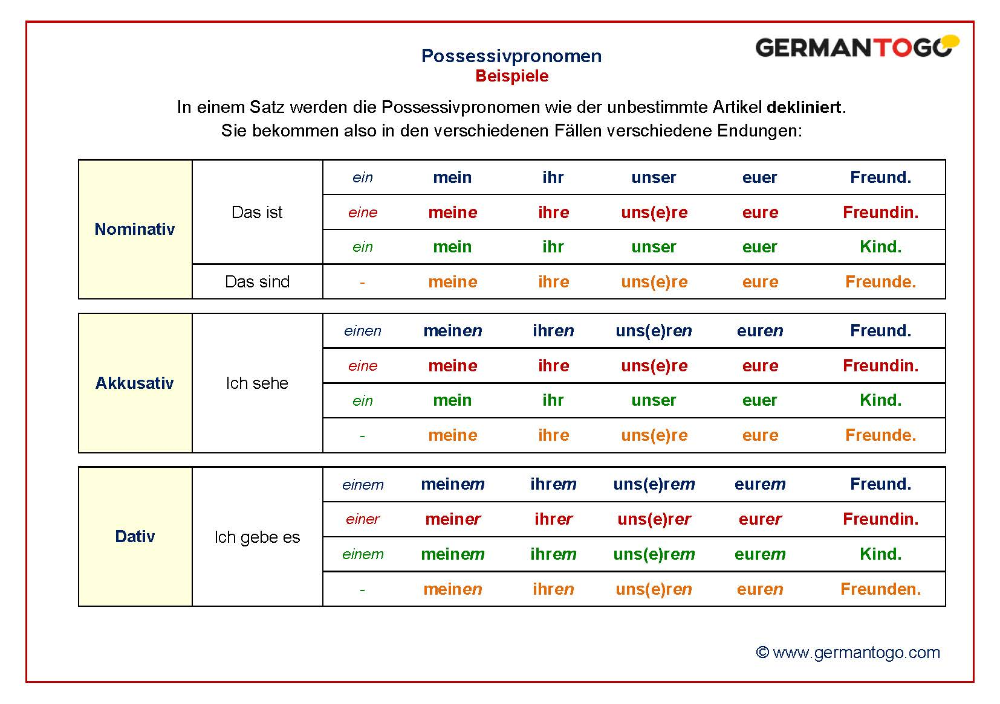 GERMANTOGO
Possessivpronomen
Beispiele
In einem Satz werden die Possessivpronomen wie der unbestimmte Artikel dekliniert.
Sie bekommen also in den verschiedenen Fällen verschiedene Endungen:
Nominativ
Das ist
ein mein ihr unser euer Freund.
eine meine ihre uns(e)re eure Freundin.
ein mein ihr unser euer Kind.
Das sind - meine ihre uns(e)re eure Freunde.
Akkusativ
Ich sehe
einen meinen ihren uns(e)ren euren Freund.
eine meine ihre uns(e)re eure Freundin.
ein mein ihr unser euer Kind.
- meine ihre uns(e)re eure Freunde.
Dativ
Ich gebe es
einem meinem ihrem uns(e)rem eurem Freund.
einer meiner ihrer uns(e)rer eurer Freundin.
einem meinem ihrem uns(e)rem eurem Kind.
- meinen ihren uns(e)ren euren Freunden.
© www.germantogo.com